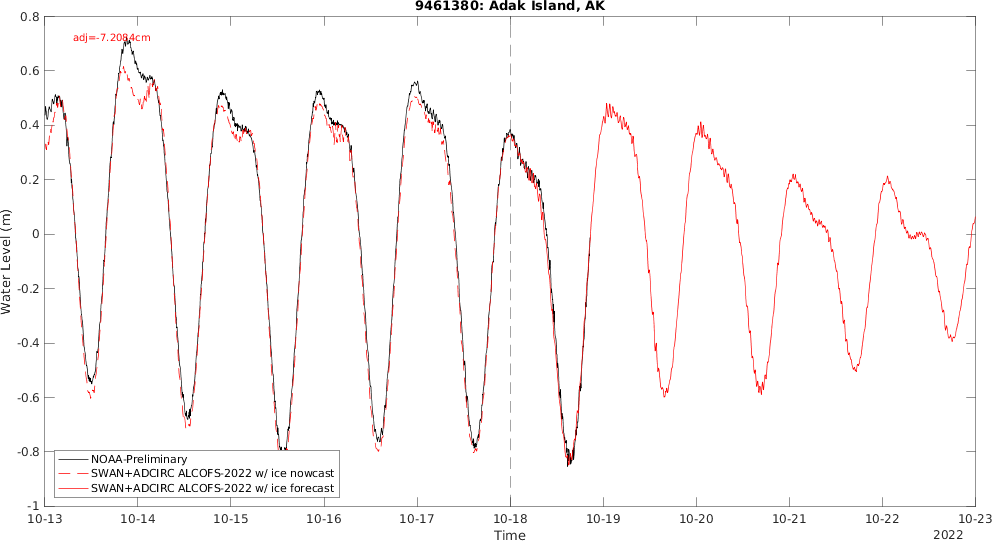 9461380: Adak Island, AK
adj=-7.2084cm
Water Level (m)
0.8
0.6
0.4
0.2
0
-0.2
-0.4
-0.6
-0.8
-1
NOAA-Preliminary
SWAN+ADCIRC ALCOFS-2022 w/ ice nowcast
SWAN+ADCIRC ALCOFS-2022 w/ ice forecast
10-13 10-14 10-15 10-16 10-17 10-18 10-19 10-20 10-21 10-22 10-23
Time
2022